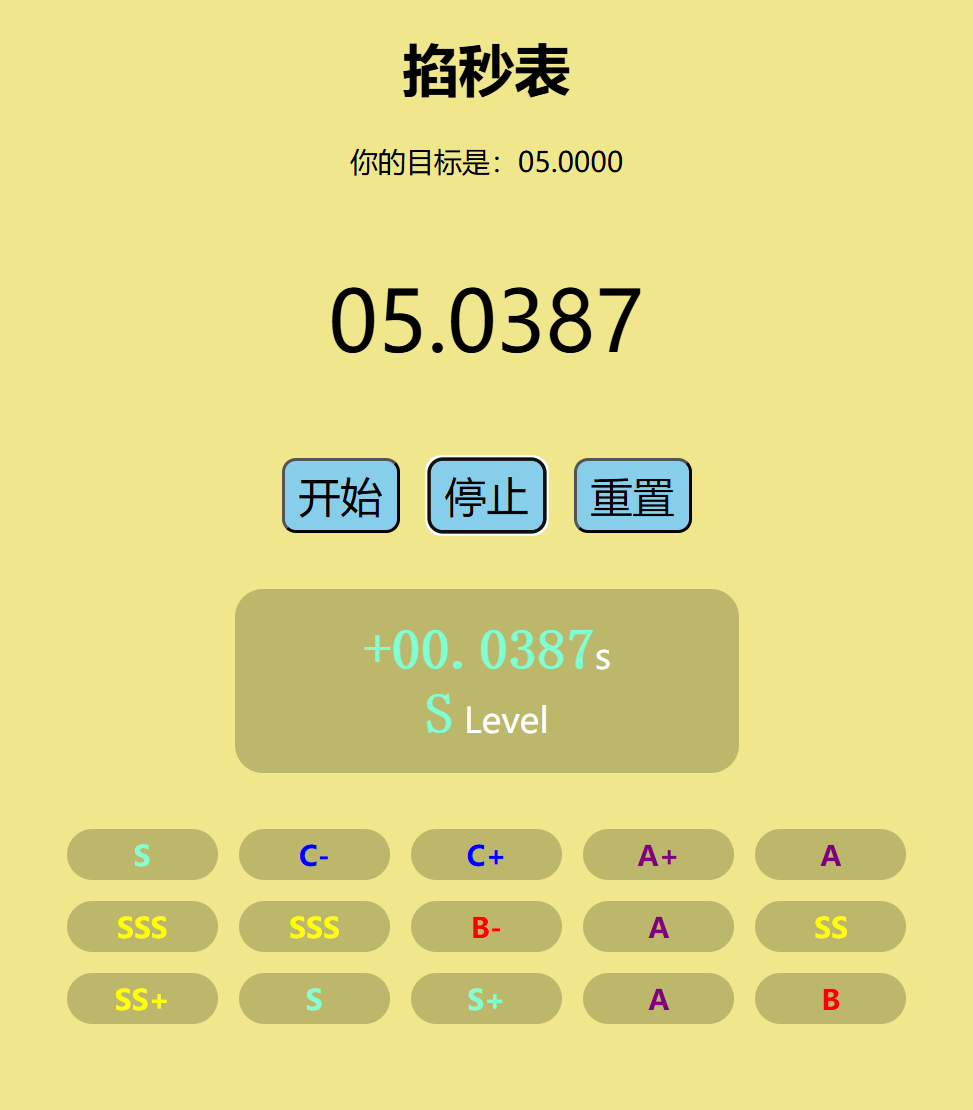 掐秒表
你的目标是：05.0000
05.0387
开始 停止 重置
+00. 0387s
S Level
S C- C+ A+ A
SSS SSS B- A SS
SS+ S S+ A B